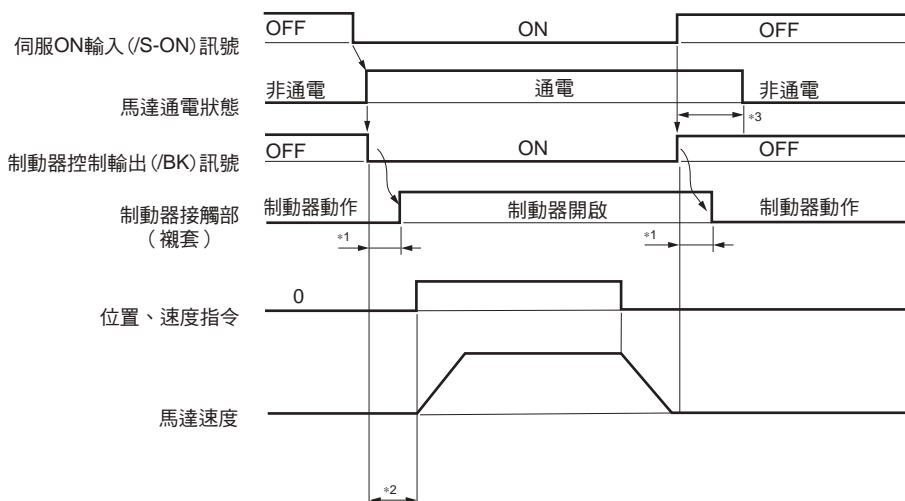 伺服ON輸入(/S-ON)訊號
OFF
ON
OFF
馬達通電狀態
非通電
通電
非通電
*3
制動器控制輸出(/BK)訊號
OFF
ON
OFF
制動器接觸部
（襯套）
制動器動作
制動器開啟
制動器動作
*1
*1
位置、速度指令
0
馬達速度
*2